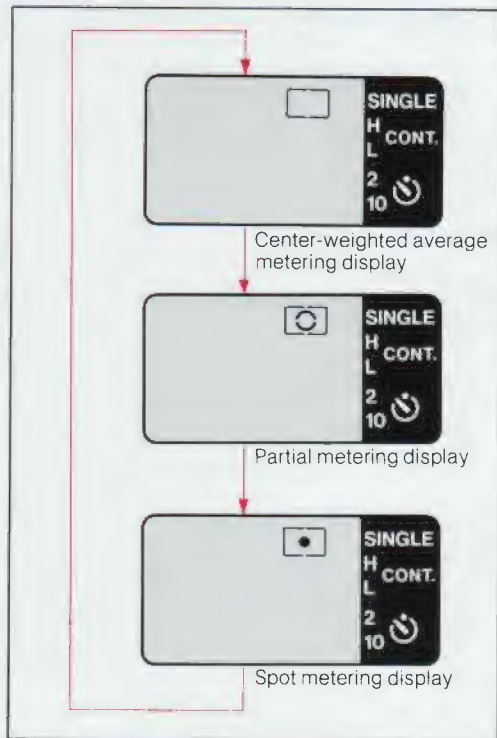 SINGLE
H
CONT.
L
2
10
Center-weighted average
metering display
SINGLE
H
CONT.
L
2
10
Partial metering display
SINGLE
H
CONT.
L
2
10
Spot metering display